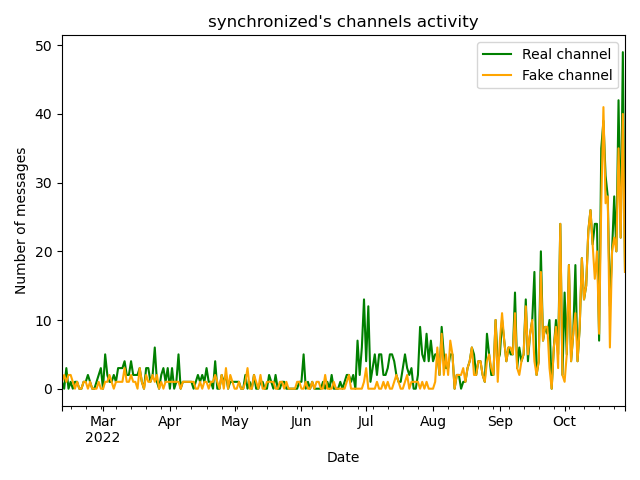 synchronized's channels activity
Real channel
Fake channel
Number of messages
50
40
30
20
10
0
Mar
2022
Apr
May
Jun
Jul
Aug
Sep
Oct
Date